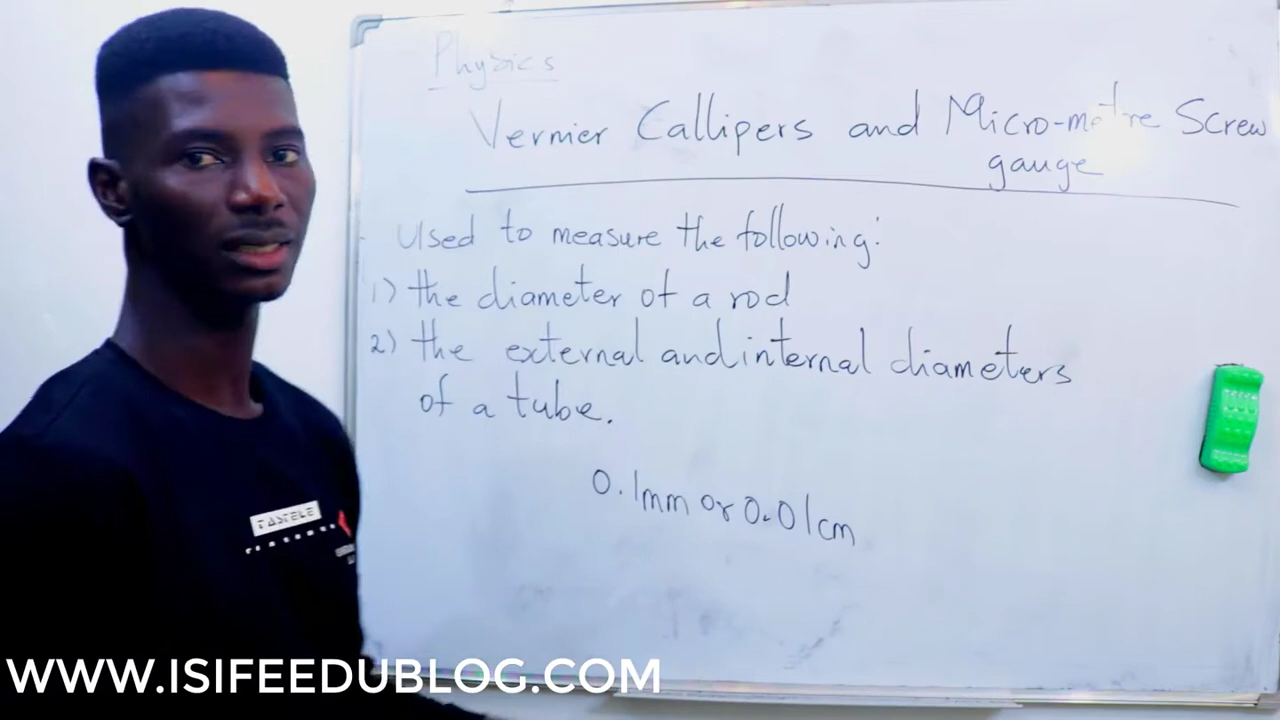 Physics
Vernier Callipers and Micro-metre Screw
gauge
Used to measure the following:
1) the diameter of a rod
2) the external and internal diameters
of a tube.
0.1mm or 0.01cm
TASTELE
WWW.ISIFEEDUBLOG.COM